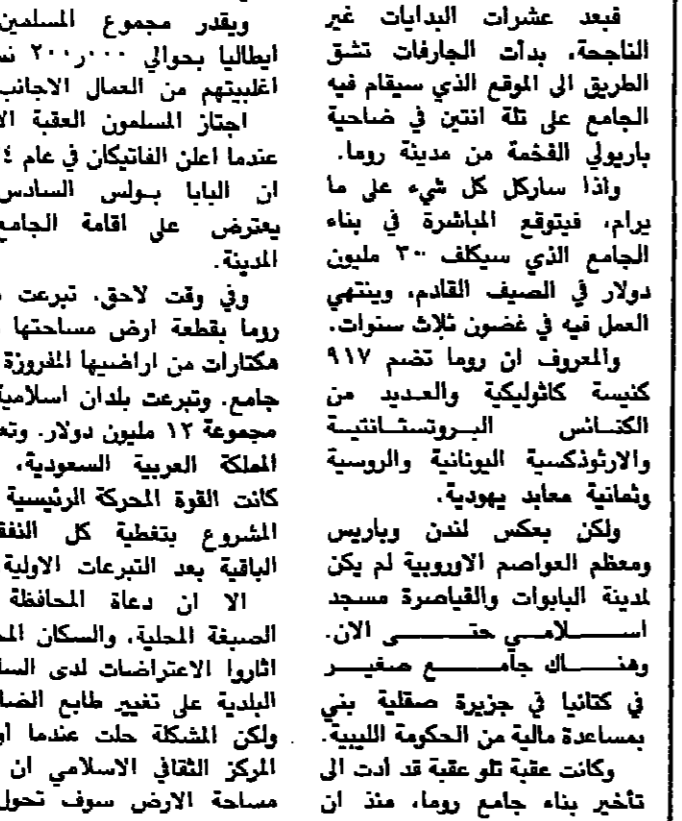 فبعد عشرات البدايات غير
الناجحة، بدأت الجارفات تشق
الطريق الى الموقع الذي سيقام فيه
الجامع على تلة انتين في ضاحية
باريولي الفخمة من مدينة روما.
واذا سارکل كل شيء على ما
يرام، فيتوقع المباشرة في بناء
الجامع الذي سيكلف ٣٠ مليون
دولار في الصيف القادم، وينتهي
العمل فيه في غضون ثلاث سنوات.
والمعروف ان روما تضم ٩١٧
كنيسة كاثوليكية والعديد من
الكنائس البروتستانتية
والارثوذكسية اليونانية والروسية
وثمانية معابد يهودية.
ولكن بعكس لندن وباريس
ومعظم العواصم الاوروبية لم يكن
لمدينة البابوات والقياصرة مسجد
اسلامي حتى الان.
وهناك جامع صغير
في كتانيا في جزيرة صقلية بني
بمساعدة مالية من الحكومة الليبية.
وكانت عقبة تلو عقبة قد ادت الى
تأخير بناء جامع روما، منذ ان
ويقدر مجموع المسلمين
ايطاليا بحوالي ٢٠٠٫٠٠٠
اغلبيتهم من العمال الاجانب
اجتاز المسلمون العقبة
عندما اعلن الفاتيكان في عام
ان البابا بولس السادس
يعترض على اقامة الجامع
المدينة.
وفي وقت لاحق، تبرعت
روما بقطعة ارض مساحتها
هكتارات من اراضيها المفروزة
جامع. وتبرعت بلدان اسلامية
مجموعة ١٢ مليون دولار.
المملكة العربية السعودية،
كانت القوة المحركة الرئيسية
المشروع بتغطية كل
الباقية بعد التبرعات الاولية
الا ان دعاة المحافظة
الصبغة المحلية، والسكان
اثاروا الاعتراضات لدى
البلدية على تغيير طابع
ولكن المشكلة حلت عندما
المركز الثقافي الاسلامي ان
مساحة الارض سوف تحول